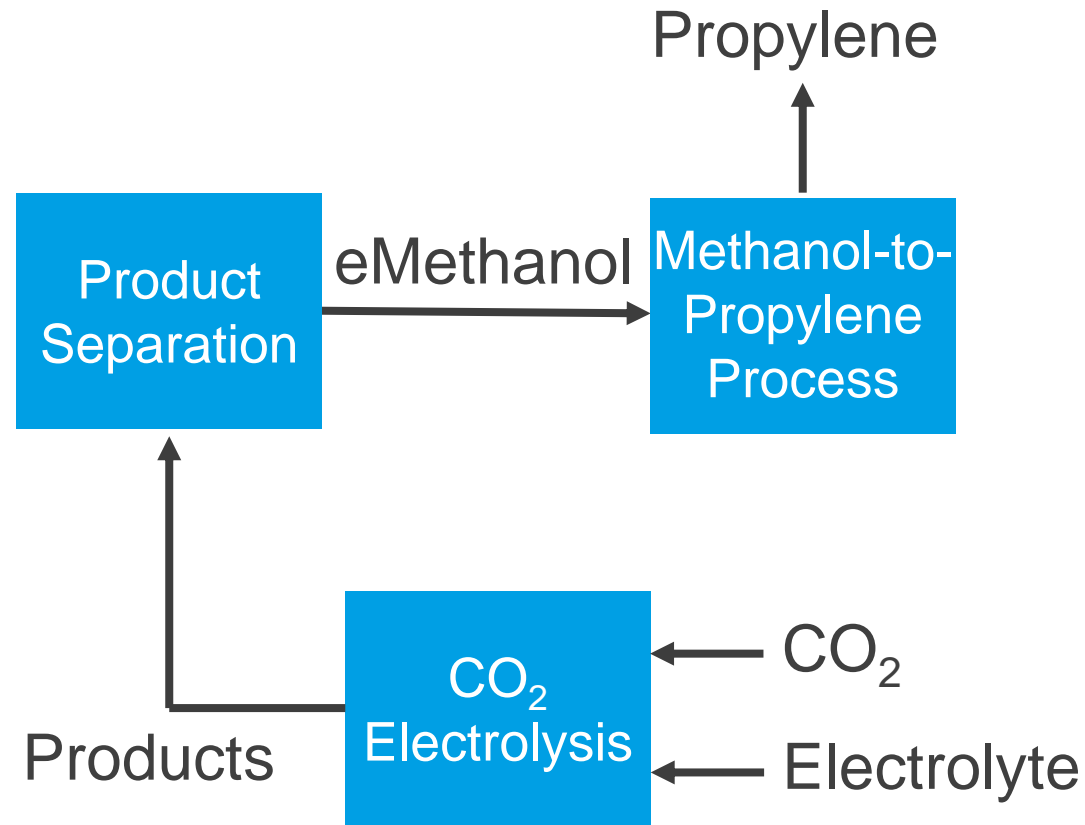 Propylene
Product
Separation
eMethanol
Methanol-to-
Propylene
Process
CO₂
Electrolysis
CO₂
Electrolyte
Products